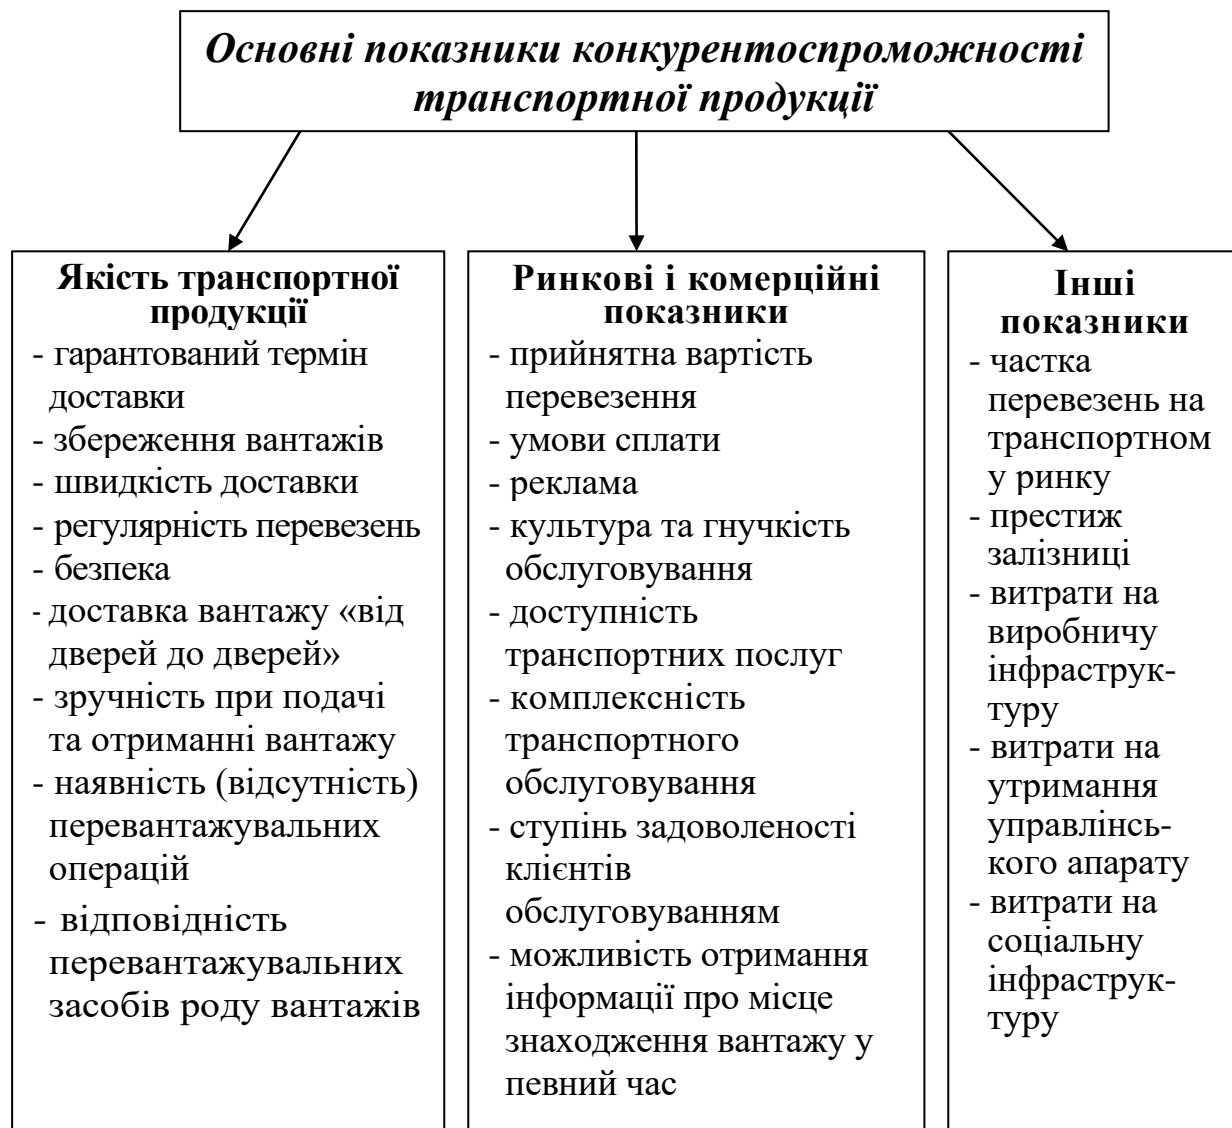 Основні показники конкурентоспроможності
транспортної продукції
Якість транспортної
продукції
- гарантований термін
доставки
- збереження вантажів
- швидкість доставки
- регулярність перевезень
- безпека
- доставка вантажу «від
дверей до дверей»
- зручність при подачі
та отриманні вантажу
- наявність (відсутність)
перевантажувальних
операцій
- відповідність
перевантажувальних
засобів роду вантажів
Ринкові і комерційні
показники
- прийнятна вартість
перевезення
- умови сплати
- реклама
- культура та гнучкість
обслуговування
- доступність
транспортних послуг
- комплексність
транспортного
обслуговування
- ступінь задоволеності
клієнтів
обслуговуванням
- можливість отримання
інформації про місце
знаходження вантажу у
певний час
Інші
показники
- частка
перевезень на
транспортном
у ринку
- престиж
залізниці
- витрати на
виробничу
інфраструк-
туру
- витрати на
утримання
управлінсь-
кого апарату
- витрати на
соціальну
інфраструк-
туру